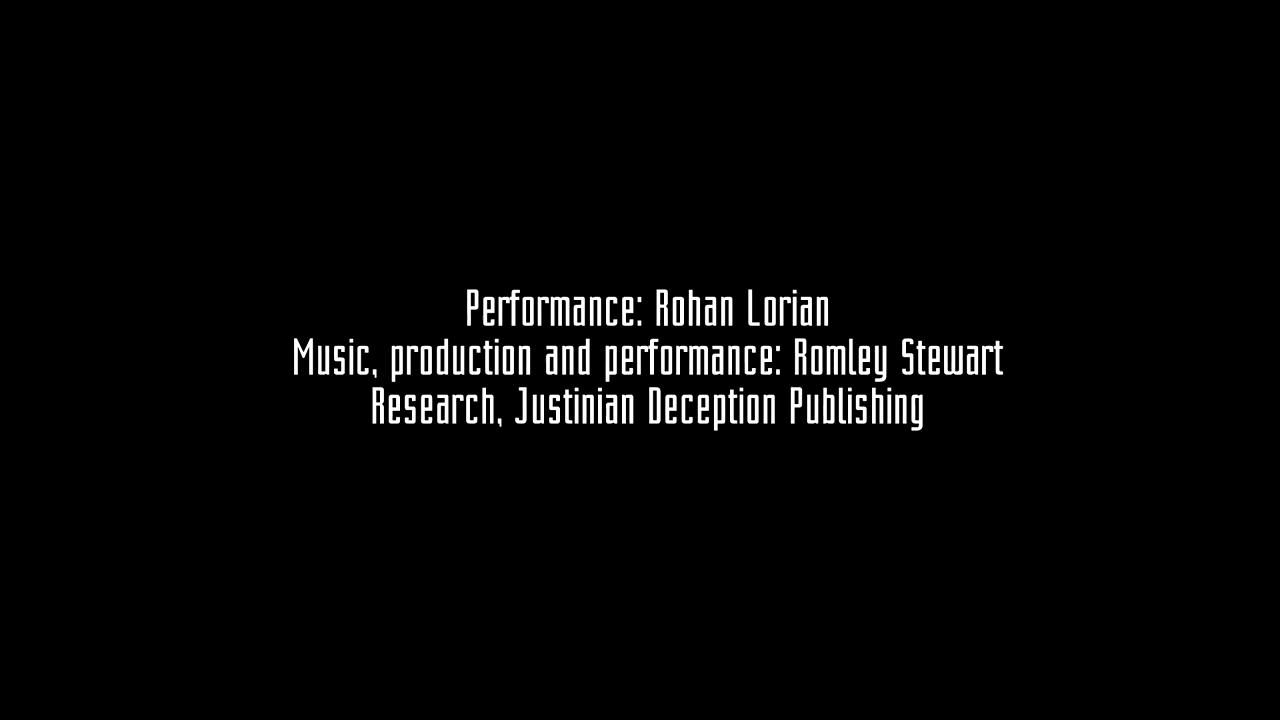 Performance: Rohan Lorian
Music, production and performance: Romley Stewart
Research, Justinian Deception Publishing